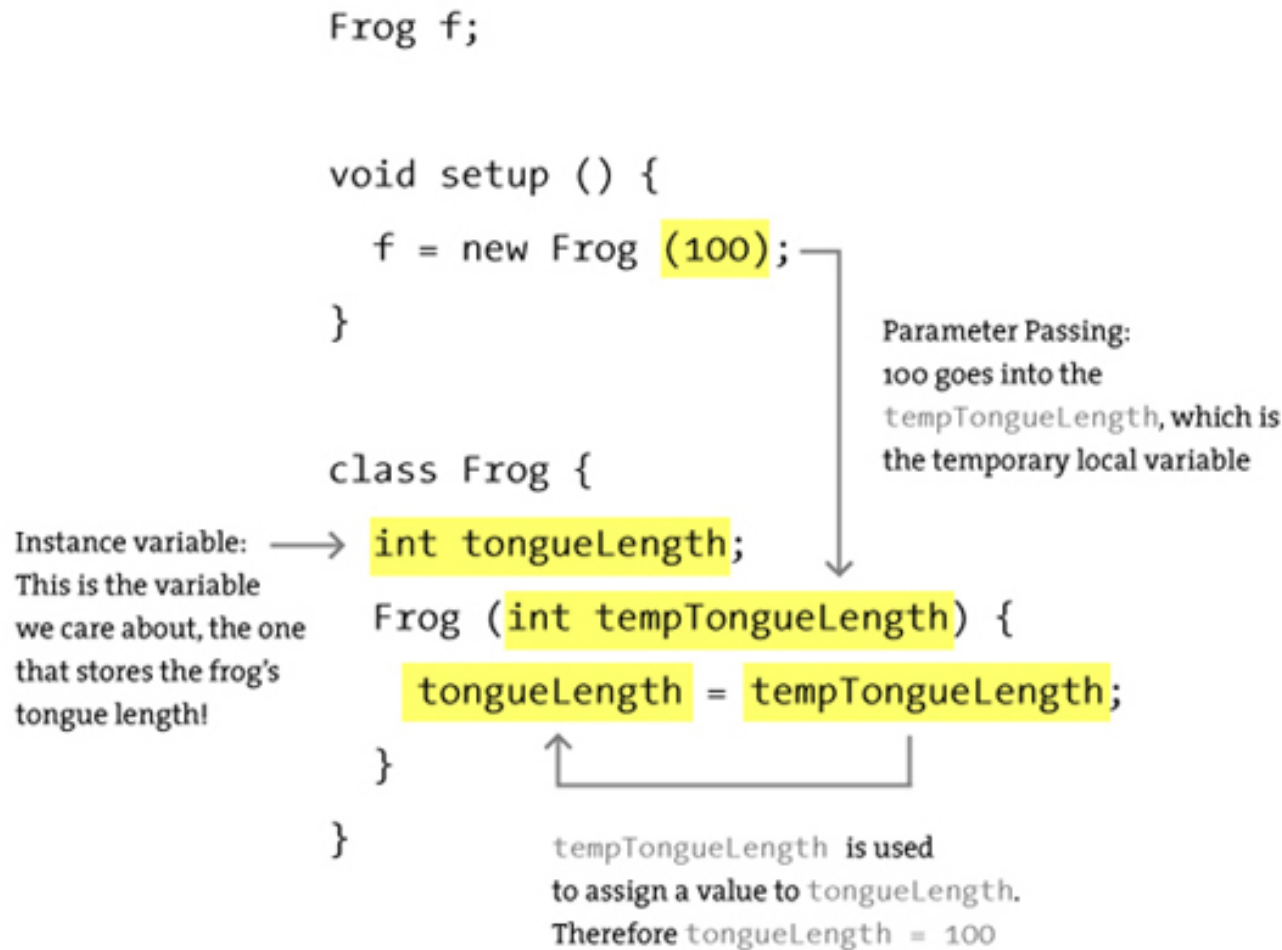 Frog f;
void setup () {
f = new Frog (100);
}
Parameter Passing:
100 goes into the
tempTongueLength, which is
the temporary local variable
class Frog {
Instance variable:
This is the variable
we care about, the one
that stores the frog's
tongue length!
int tongueLength;
Frog (int tempTongueLength) {
tongueLength = tempTongueLength;
}
}
tempTongueLength is used
to assign a value to tongueLength.
Therefore tongueLength = 100